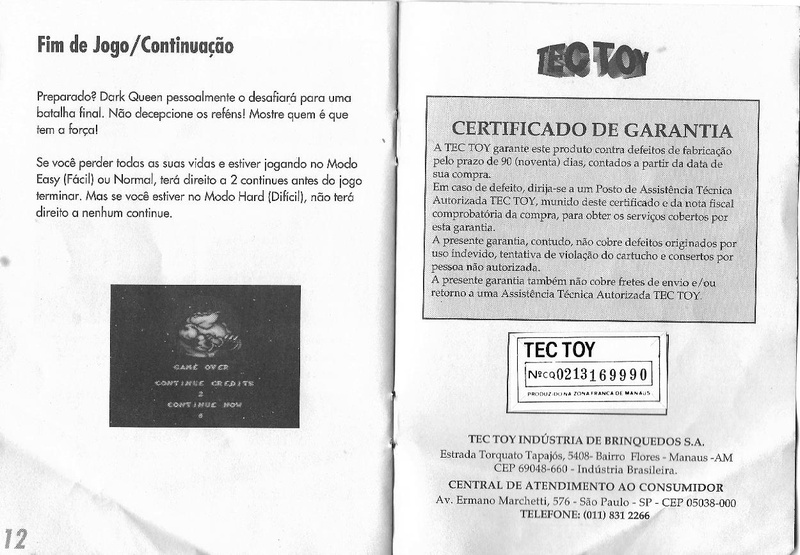 Fim de Jogo/Continuação
Preparado? Dark Queen pessoalmente o desafiará para uma
batalha final. Não decepcione os reféns! Mostre quem é que
tem a força!
Se você perder todas as suas vidas e estiver jogando no Modo
Easy (Fácil) ou Normal, terá direito a 2 continues antes do jogo
terminar. Mas se você estiver no Modo Hard (Difícil), não terá
direito a nenhum continue.
GAME OVER
CONTINUE CREDITS
2
CONTINUE NOW
6
12
TEC TOY
CERTIFICADO DE GARANTIA
A TEC TOY garante este produto contra defeitos de fabricação
pelo prazo de 90 (noventa) dias, contados a partir da data de
sua compra.
Em caso de defeito, dirija-se a um Posto de Assistência Técnica
Autorizada TEC TOY, munido deste certificado e da nota fiscal
comprobatória da compra, para obter os serviços cobertos por
esta garantia.
A presente garantia, contudo, não cobre defeitos originados por
uso indevido, tentativa de violação do cartucho e consertos por
pessoa não autorizada.
A presente garantia também não cobre fretes de envio e/ou
retorno a uma Assistência Técnica Autorizada TEC TOY.
TEC TOY
Nº CQ 0213169990
PRODUZIDO NA ZONA FRANCA DE MANAUS
TEC TOY INDÚSTRIA DE BRINQUEDOS S.A.
Estrada Torquato Tapajós, 5408- Bairro Flores - Manaus -AM
CEP 69048-660 - Indústria Brasileira.
CENTRAL DE ATENDIMENTO AO CONSUMIDOR
Av. Ermano Marchetti, 576 - São Paulo - SP - CEP 05038-000
TELEFONE: (011) 831 2266